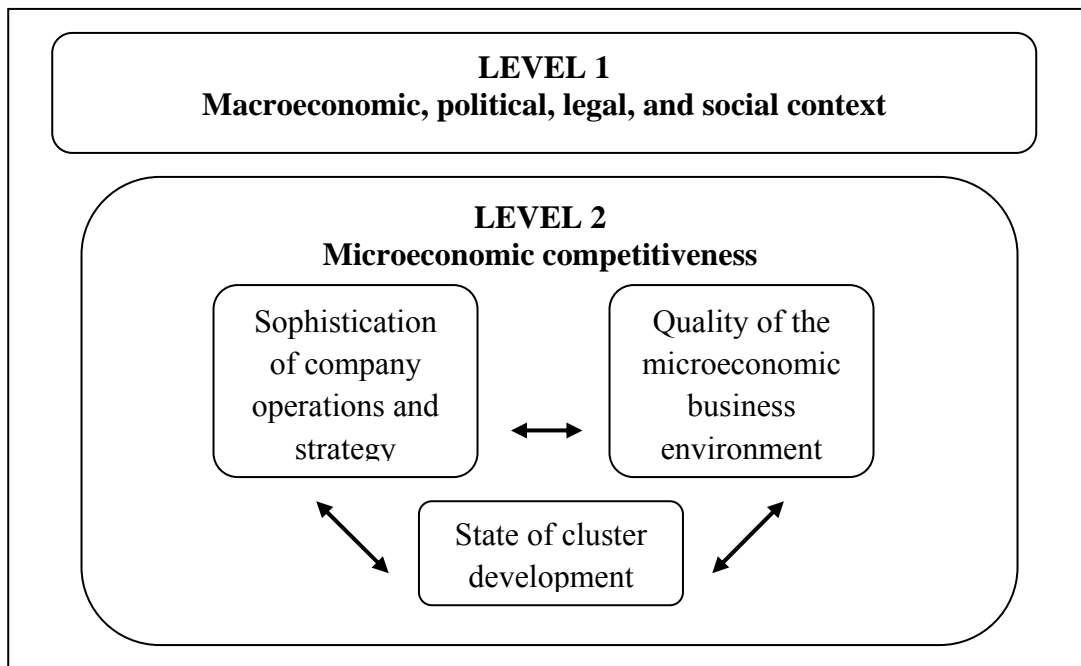 LEVEL 1
Macroeconomic, political, legal, and social context
LEVEL 2
Microeconomic competitiveness
Sophistication
of company
operations and
strategy
Quality of the
microeconomic
business
environment
State of cluster
development